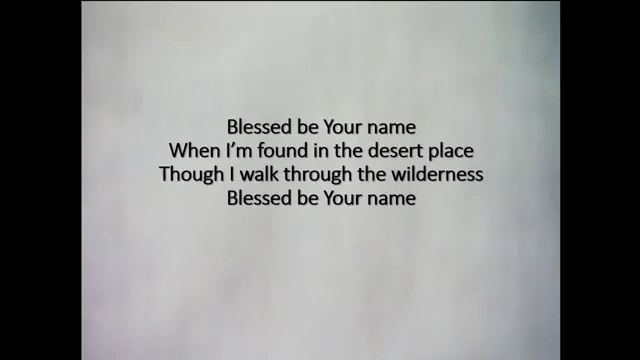 Blessed be Your name
When I'm found in the desert place
Though I walk through the wilderness
Blessed be Your name